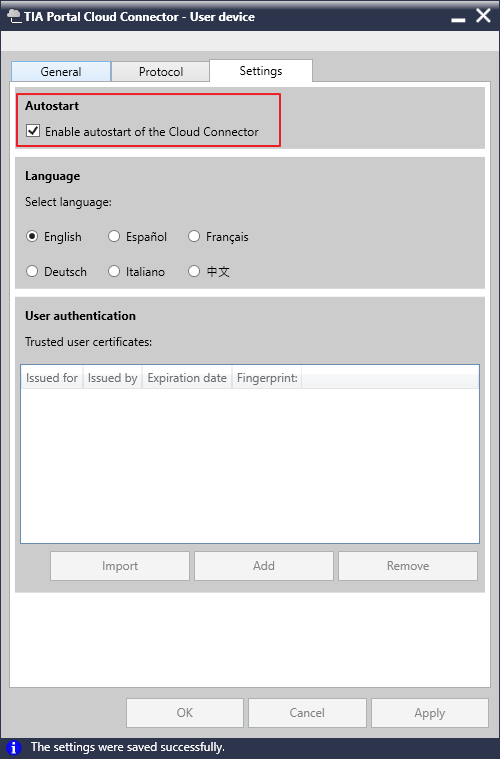 TIA Portal Cloud Connector - User device
General Protocol Settings
Autostart
Enable autostart of the Cloud Connector
Language
Select language:
English Español Français
Deutsch Italiano 中文
User authentication
Trusted user certificates:
Issued for Issued by Expiration date Fingerprint:
Import Add Remove
OK Cancel Apply
The settings were saved successfully.